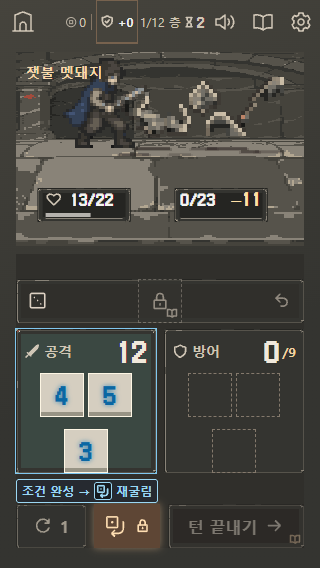 0 +0 1/12 층 2
잿불 멧돼지
13/22 0/23 -11
공격 12 방어 0/9
4 5
3
조건 완성 → 재굴림
1 턴 끝내기 →